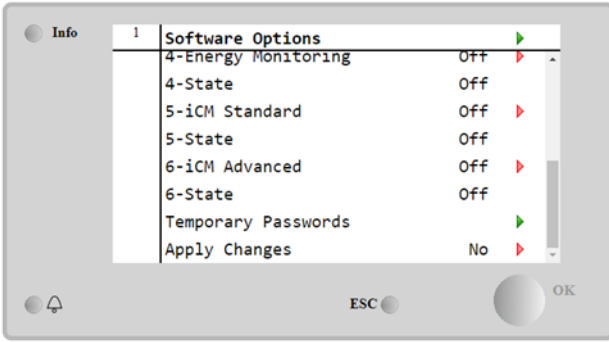 Info
1 Software Options
4-Energy Monitoring Off
4-State Off
5-iCM Standard Off
5-State Off
6-iCM Advanced Off
6-State Off
Temporary Passwords
Apply Changes No
ESC
OK